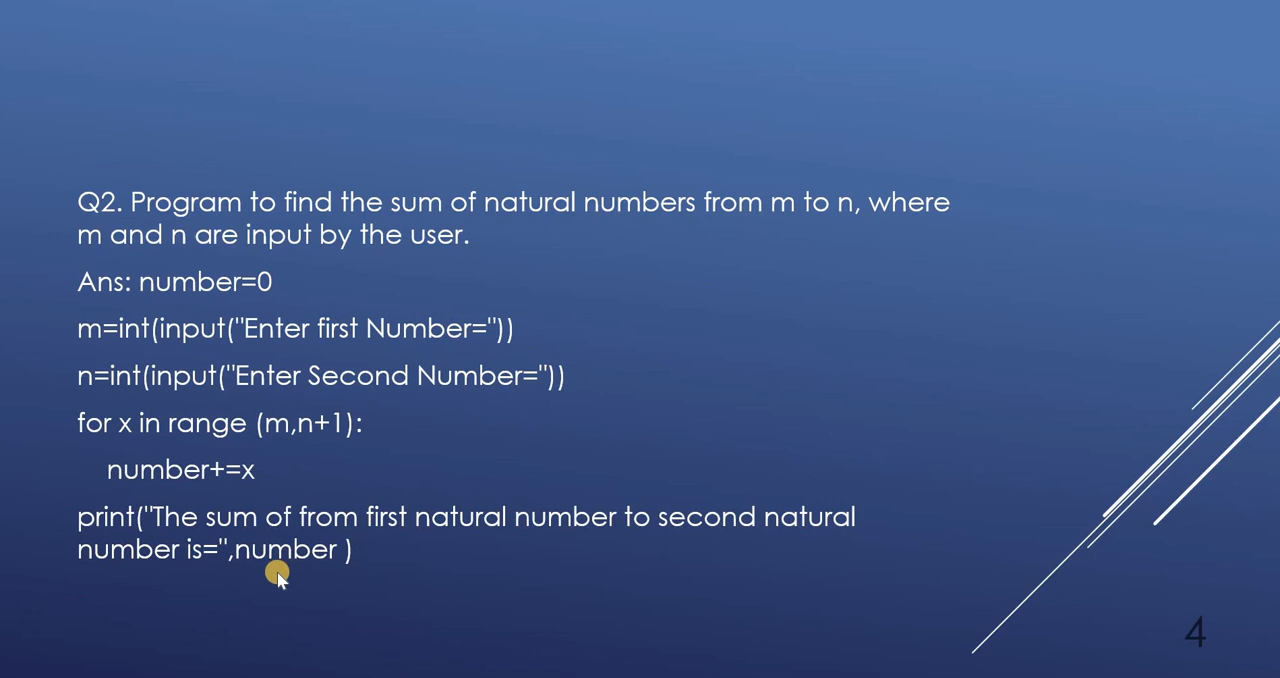 Q2. Program to find the sum of natural numbers from m to n, where
m and n are input by the user.
Ans: number=0
m=int(input("Enter first Number="))
n=int(input("Enter Second Number="))
for x in range (m,n+1):
    number+=x
print("The sum of from first natural number to second natural
number is=",number )
4